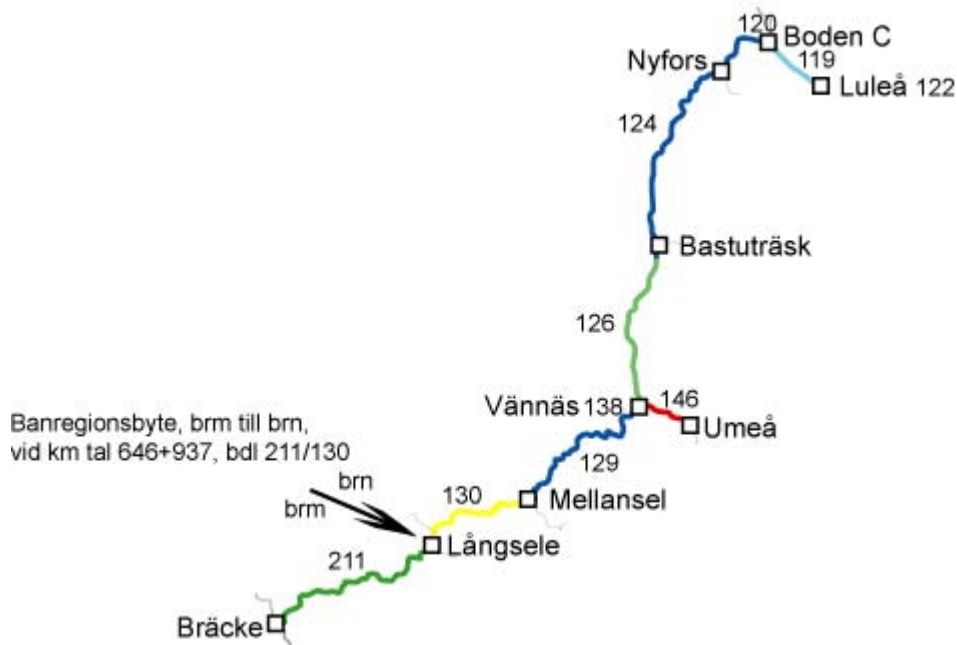 120
Boden C
Nyfors
119
Luleå 122
124
Bastuträsk
126
Vännäs 138
146
Umeå
Banregionsbyte, brm till brn,
vid km tal 646+937, bdl 211/130
129
brn
130
Mellansel
brm
Långsele
211
Bräcke